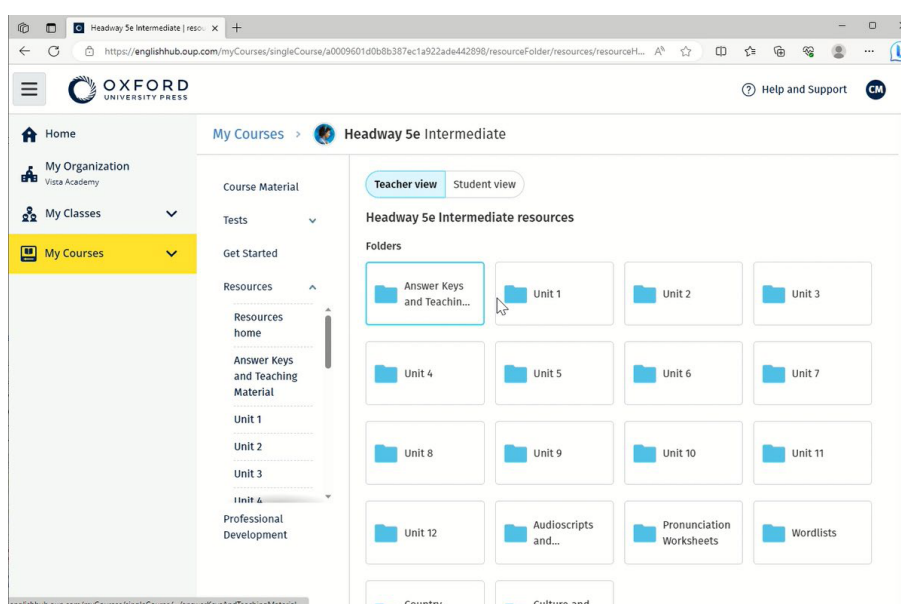 Headway 5e Intermediate | resou
https://englishhub.oup.com/myCourses/singleCourse/a0009601d0b8b387ec1a922ade442898/resourceFolder/resources/resourceH...
OXFORD
UNIVERSITY PRESS
Help and Support
CM
Home
My Organization
Vista Academy
My Classes
My Courses
My Courses > Headway 5e Intermediate
Course Material
Tests
Get Started
Resources
Resources
home
Answer Keys
and Teaching
Material
Unit 1
Unit 2
Unit 3
Unit 4
Professional
Development
Teacher view Student view
Headway 5e Intermediate resources
Folders
Answer Keys
and Teachin...
Unit 1
Unit 2
Unit 3
Unit 4
Unit 5
Unit 6
Unit 7
Unit 8
Unit 9
Unit 10
Unit 11
Unit 12
Audioscripts
and...
Pronunciation
Worksheets
Wordlists
Country
Culture and